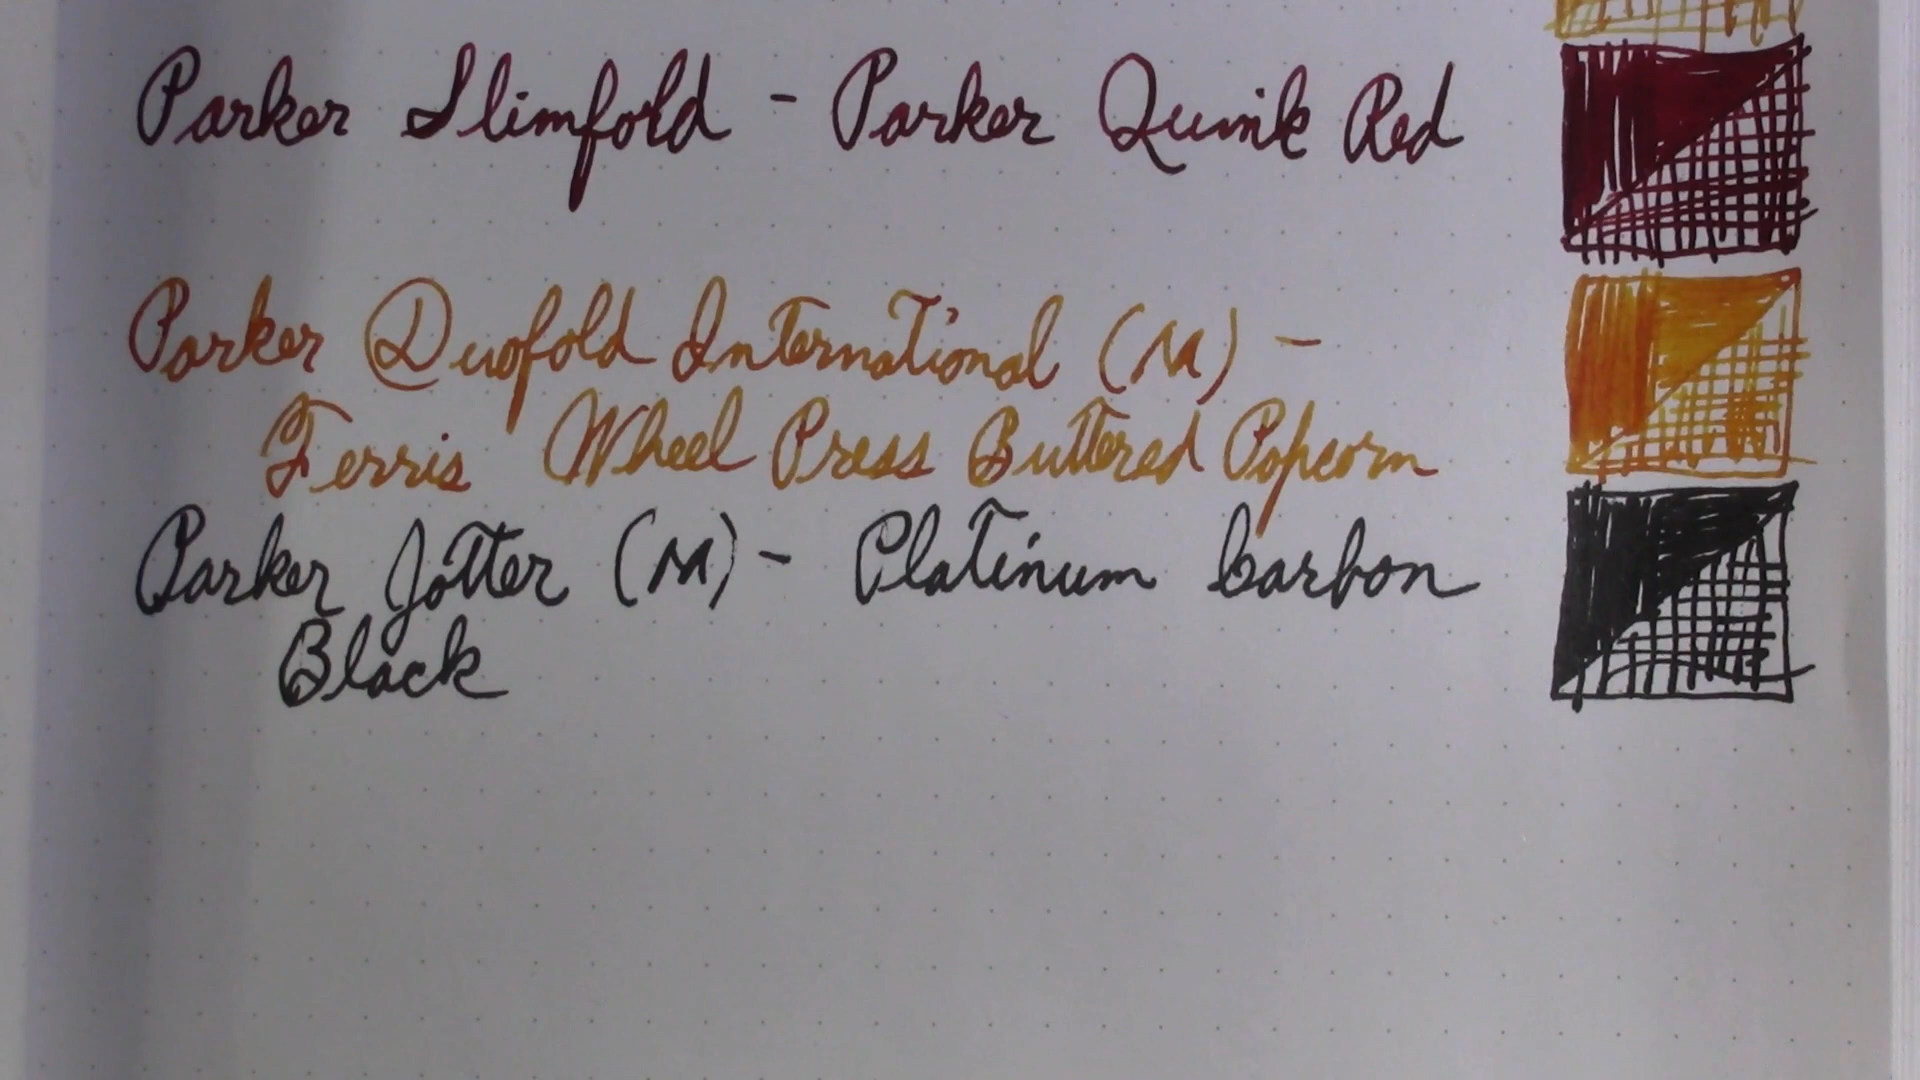 Parker Slimfold - Parker Quink Red
Parker Duofold International (M) -
Ferris Wheel Press Buttered Popcorn
Parker Jotter (M) - Platinum Carbon
Black